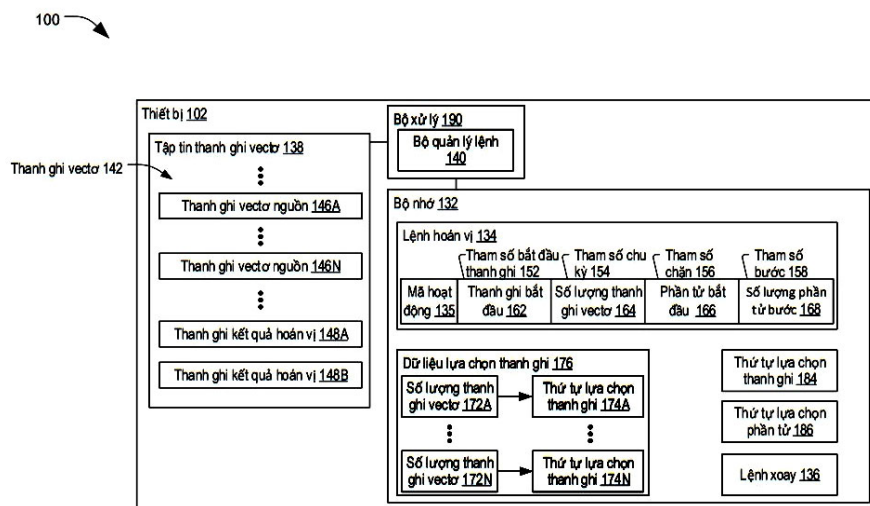 100
Thiết bị 102
Tập tin thanh ghi vectơ 138
Thanh ghi vectơ 142
Thanh ghi vectơ nguồn 146A
Thanh ghi vectơ nguồn 146N
Thanh ghi kết quả hoán vị 148A
Thanh ghi kết quả hoán vị 148B
Bộ xử lý 190
Bộ quản lý lệnh
140
Bộ nhớ 132
Lệnh hoán vị 134
Tham số bắt đầu
thanh ghi 152
Tham số chu
kỳ 154
Tham số
chặn 156
Tham số
bước 158
Mã hoạt
động 135
Thanh ghi bắt
đầu 162
Số lượng thanh
ghi vectơ 164
Phần tử bắt
đầu 166
Số lượng phần
tử bước 168
Dữ liệu lựa chọn thanh ghi 176
Số lượng thanh
ghi vectơ 172A
Thứ tự lựa chọn
thanh ghi 174A
Số lượng thanh
ghi vectơ 172N
Thứ tự lựa chọn
thanh ghi 174N
Thứ tự lựa chọn
thanh ghi 184
Thứ tự lựa chọn
phần tử 186
Lệnh xoay 136